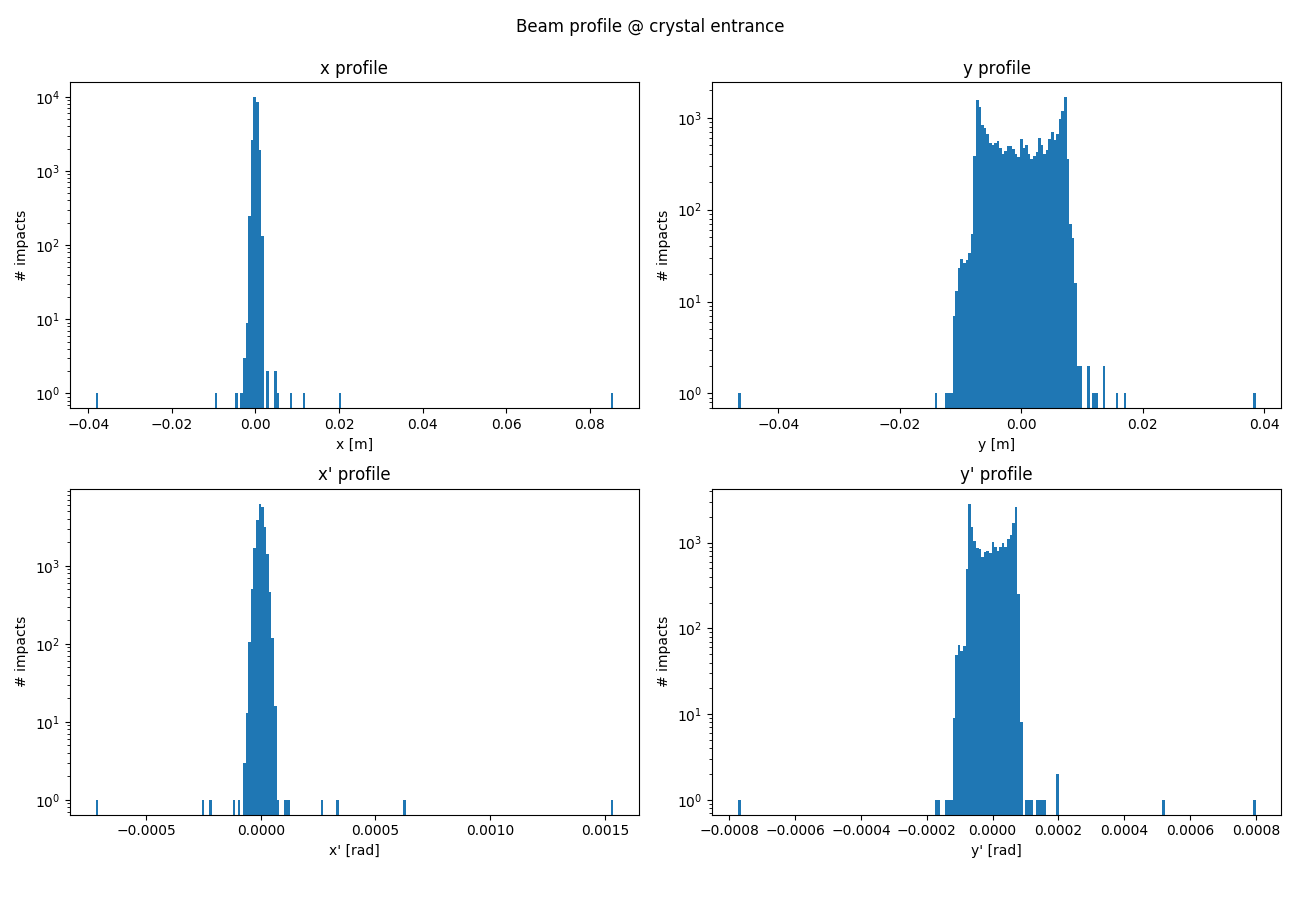 Beam profile @ crystal entrance
x profile
10^4
10^3
10^2
10^1
10^0
# impacts
−0.04 −0.02 0.00 0.02 0.04 0.06 0.08
x [m]
y profile
10^3
10^2
10^1
10^0
# impacts
−0.04 −0.02 0.00 0.02 0.04
y [m]
x' profile
10^3
10^2
10^1
10^0
# impacts
−0.0005 0.0000 0.0005 0.0010 0.0015
x' [rad]
y' profile
10^3
10^2
10^1
10^0
# impacts
−0.0008 −0.0006 −0.0004 −0.0002 0.0000 0.0002 0.0004 0.0006 0.0008
y' [rad]